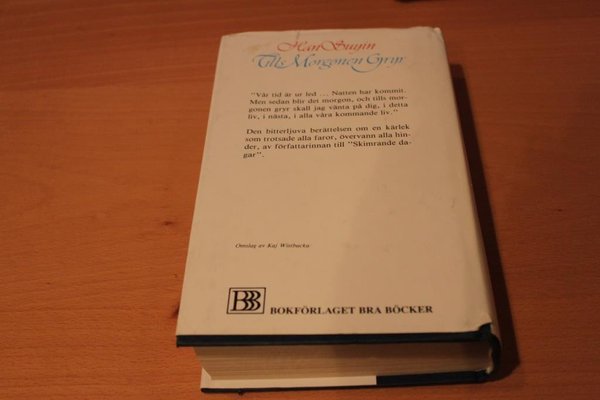 Han Suyin
Tills Morgonen Gryr
"Vår tid är ur led ... Natten har kommit.
Men sedan blir det morgon, och tills mor-
gonen gryr skall jag vänta på dig, i detta
liv, i nästa, i alla våra kommande liv."
Den bitterljuva berättelsen om en kärlek
som trotsade alla faror, övervann alla hin-
der, av författarinnan till "Skimrande da-
gar".
Omslag av Kaj Wistbacka
BBB BOKFÖRLAGET BRA BÖCKER